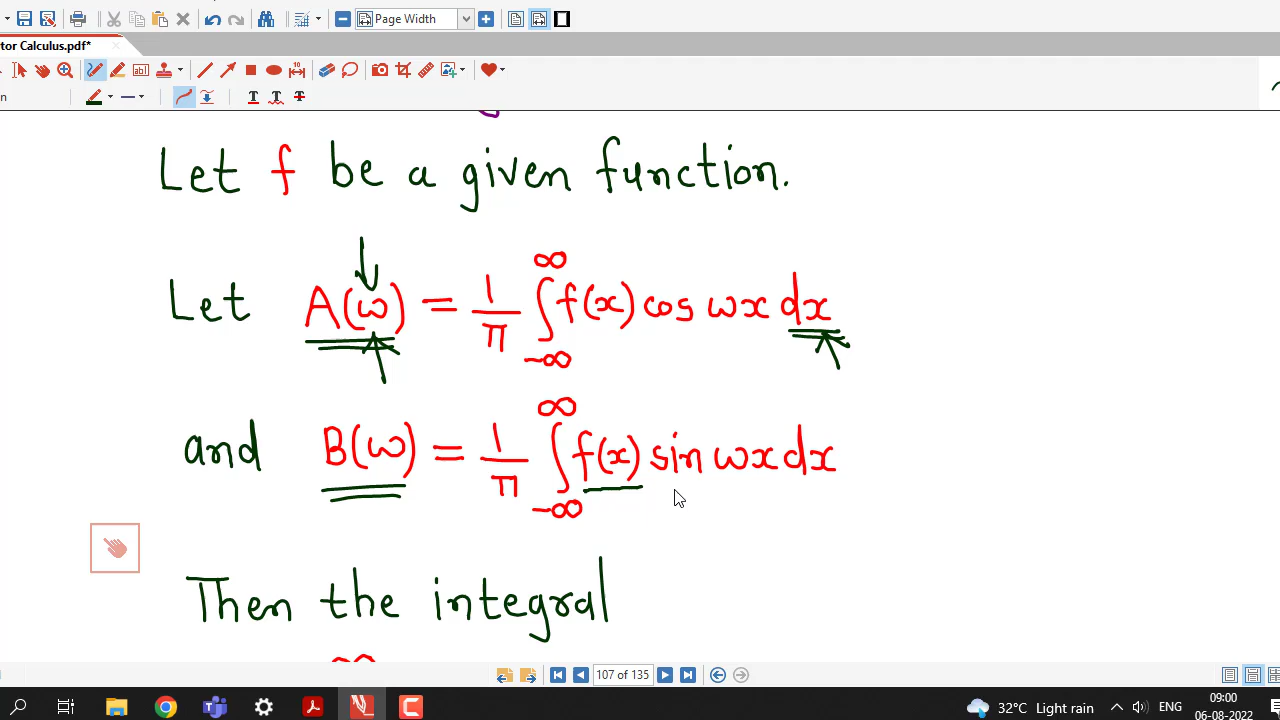 Page Width
tor Calculus.pdf*
n
Let f be a given function.
Let A(ω) = 1/π ∫_{-∞}^{∞} f(x) cos ωx dx
and B(ω) = 1/π ∫_{-∞}^{∞} f(x) sin ωx dx
Then the integral
∞
107 of 135
32°C Light rain ENG 09:00
06-08-2022